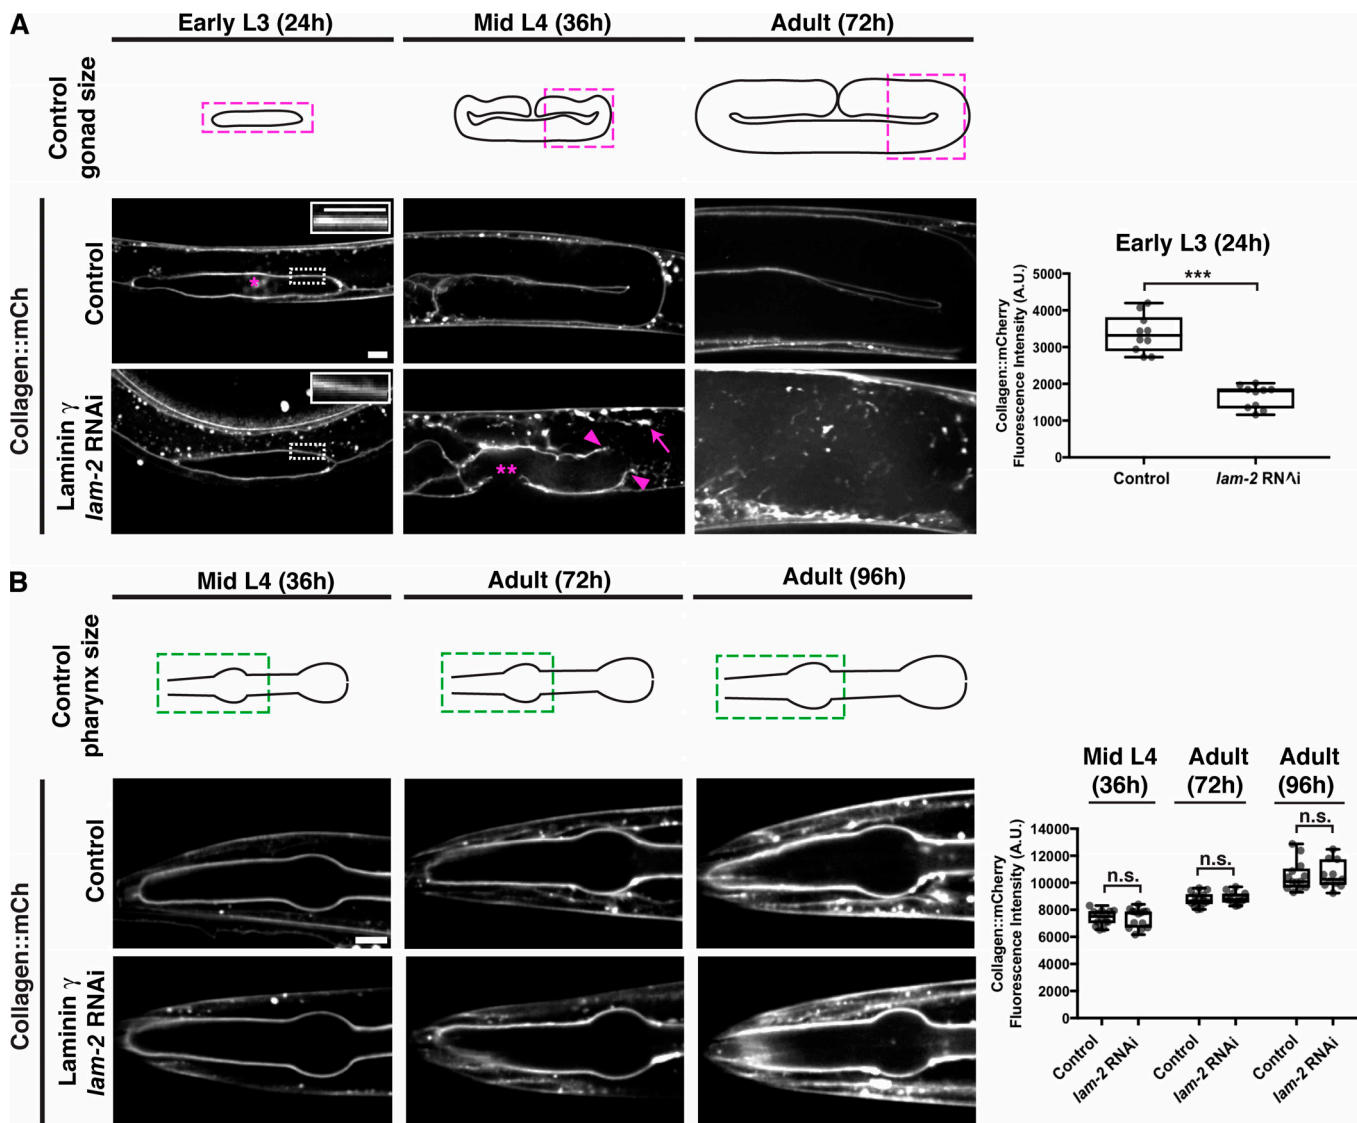 A
Early L3 (24h)
Mid L4 (36h)
Adult (72h)
Control
gonad size
Collagen::mCh
Control
*
Laminin γ
lam-2 RNAi
**
Early L3 (24h)
Collagen::mCherry
Fluorescence Intensity (A.U.)
5000
4000
3000
2000
1000
0
***
Control
lam-2 RN^i
B
Mid L4 (36h)
Adult (72h)
Adult (96h)
Control
pharynx size
Collagen::mCh
Control
Laminin γ
lam-2 RNAi
Mid L4
(36h)
Adult
(72h)
Adult
(96h)
Collagen::mCherry
Fluorescence Intensity (A.U.)
14000
12000
10000
8000
6000
4000
2000
0
n.s.
n.s.
n.s.
Control
lam-2 RNAi
Control
lam-2 RNAi
Control
lam-2 RNAi